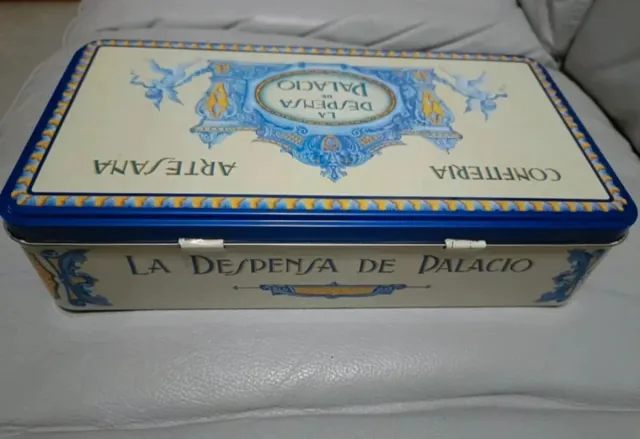 LA
DESPENSA
DE
PALACIO
CONFITERIA ARTESANA
LA DESPENSA DE PALACIO